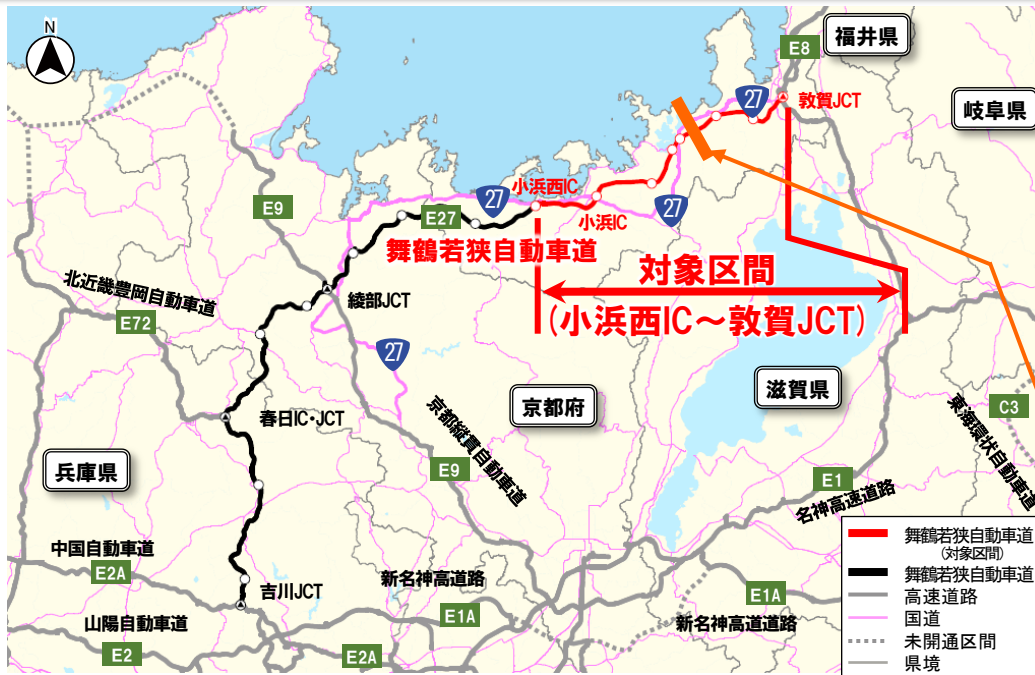 N
福井県
E8
岐阜県
27
敦賀JCT
E9
小浜西IC
27
27
E27
小浜IC
舞鶴若狭自動車道
対象区間
(小浜西IC～敦賀JCT)
北近畿豊岡自動車道
E72
綾部JCT
27
京都府
滋賀県
C3
東海環状自動車道
春日IC・JCT
京都縦貫自動車道
E9
兵庫県
E1
名神高速道路
中国自動車道
E2A
吉川JCT
新名神高道路
E1A
E1A
新名神高道道路
山陽自動車道
E2
E2A
舞鶴若狭自動車道
(対象区間)
舞鶴若狭自動車道
高速道路
国道
未開通区間
県境